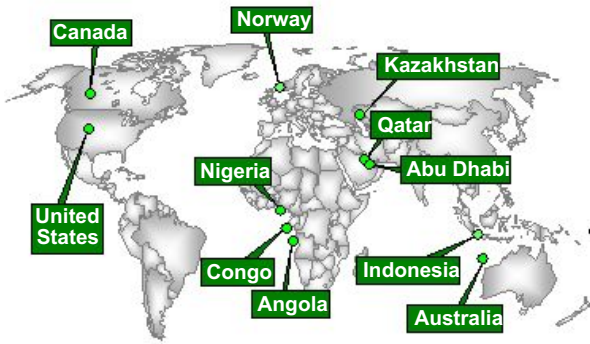 Norway
Canada
Kazakhstan
Qatar
Nigeria
Abu Dhabi
United
States
Congo
Indonesia
Angola
Australia